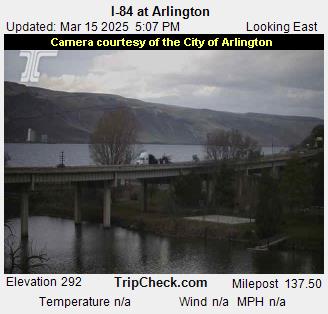 I-84 at Arlington
Updated: Mar 15 2025 5:07 PM Looking East
Camera courtesy of the City of Arlington
Elevation 292 TripCheck.com Milepost 137.50
Temperature n/a Wind n/a MPH n/a